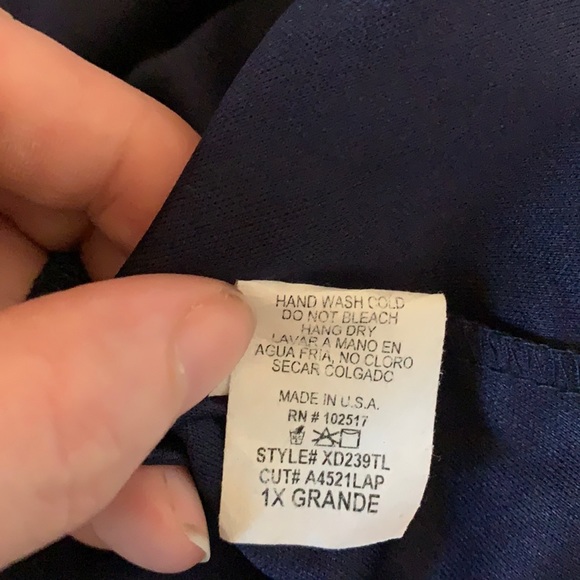 HAND WASH COLD
DO NOT BLEACH
HANG DRY
LAVAR A MANO EN
AGUA FRIA, NO CLORO
SECAR COLGADO
MADE IN U.S.A.
RN # 102517
STYLE# XD239TL
CUT# A4521LAP
1X GRANDE